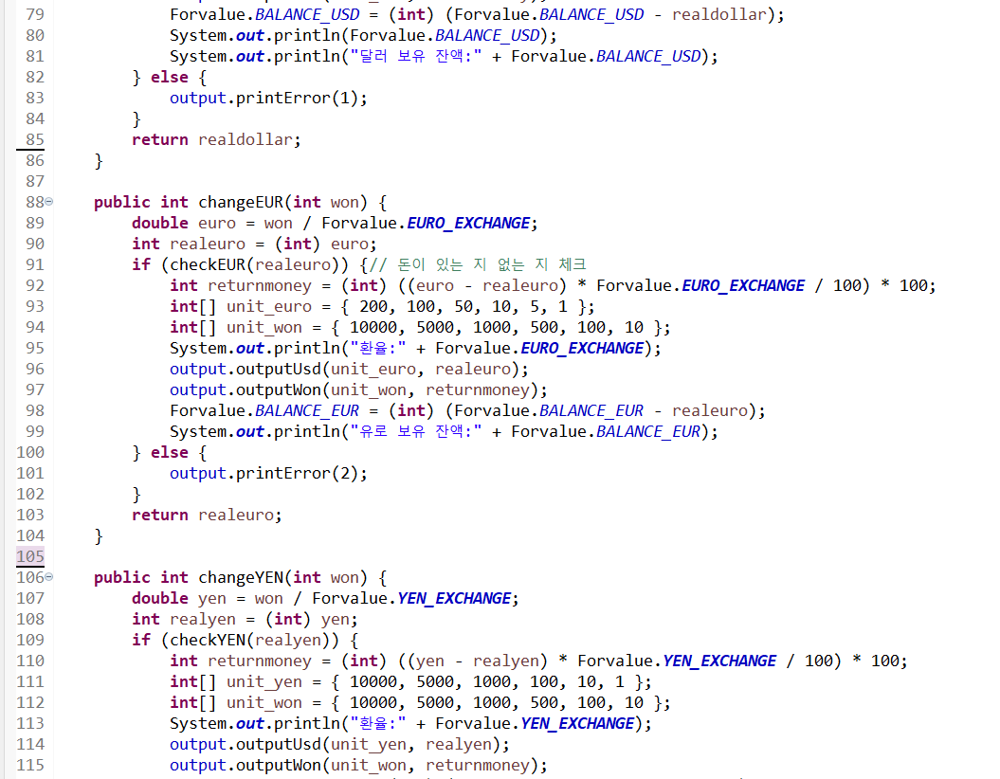 79 Forvalue.BALANCE_USD = (int) (Forvalue.BALANCE_USD - realdollar);
80 System.out.println(Forvalue.BALANCE_USD);
81 System.out.println("달러 보유 잔액:" + Forvalue.BALANCE_USD);
82 } else {
83 output.printError(1);
84 }
85 return realdollar;
86 }
87
88 public int changeEUR(int won) {
89 double euro = won / Forvalue.EURO_EXCHANGE;
90 int realeuro = (int) euro;
91 if (checkEUR(realeuro)) {// 돈이 있는 지 없는 지 체크
92 int returnmoney = (int) ((euro - realeuro) * Forvalue.EURO_EXCHANGE / 100) * 100;
93 int[] unit_euro = { 200, 100, 50, 10, 5, 1 };
94 int[] unit_won = { 10000, 5000, 1000, 500, 100, 10 };
95 System.out.println("환율:" + Forvalue.EURO_EXCHANGE);
96 output.outputUsd(unit_euro, realeuro);
97 output.outputWon(unit_won, returnmoney);
98 Forvalue.BALANCE_EUR = (int) (Forvalue.BALANCE_EUR - realeuro);
99 System.out.println("유로 보유 잔액:" + Forvalue.BALANCE_EUR);
100 } else {
101 output.printError(2);
102 }
103 return realeuro;
104 }
105
106 public int changeYEN(int won) {
107 double yen = won / Forvalue.YEN_EXCHANGE;
108 int realyen = (int) yen;
109 if (checkYEN(realyen)) {
110 int returnmoney = (int) ((yen - realyen) * Forvalue.YEN_EXCHANGE / 100) * 100;
111 int[] unit_yen = { 10000, 5000, 1000, 100, 10, 1 };
112 int[] unit_won = { 10000, 5000, 1000, 500, 100, 10 };
113 System.out.println("환율:" + Forvalue.YEN_EXCHANGE);
114 output.outputUsd(unit_yen, realyen);
115 output.outputWon(unit_won, returnmoney);